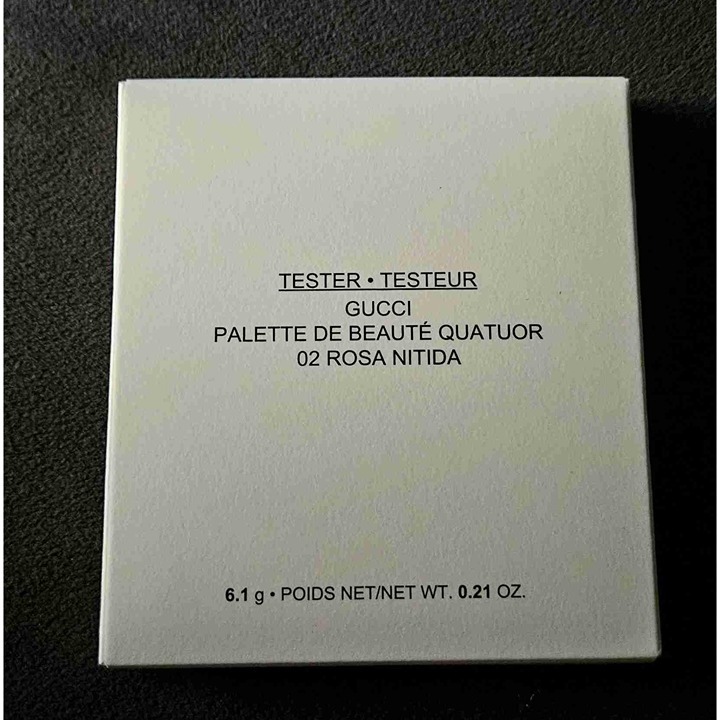 TESTER • TESTEUR
GUCCI
PALETTE DE BEAUTÉ QUATUOR
02 ROSA NITIDA
6.1 g • POIDS NET/NET WT. 0.21 OZ.